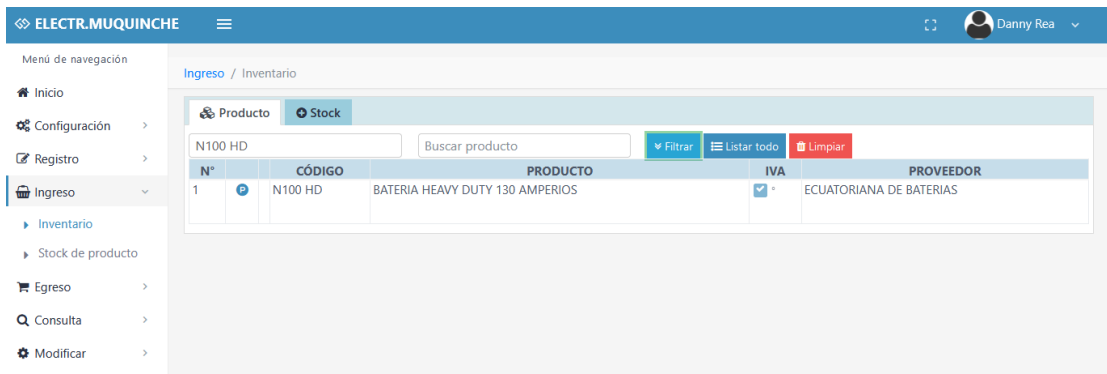 ELECTR.MUQUINCHE
Danny Rea
Menú de navegación
Inicio
Configuración
Registro
Ingreso
Inventario
Stock de producto
Egreso
Consulta
Modificar
Ingreso / Inventario
Producto Stock
N100 HD Buscar producto Filtrar Listar todo Limpiar
N° CÓDIGO PRODUCTO IVA PROVEEDOR
1 P N100 HD BATERIA HEAVY DUTY 130 AMPERIOS ECUATORIANA DE BATERIAS